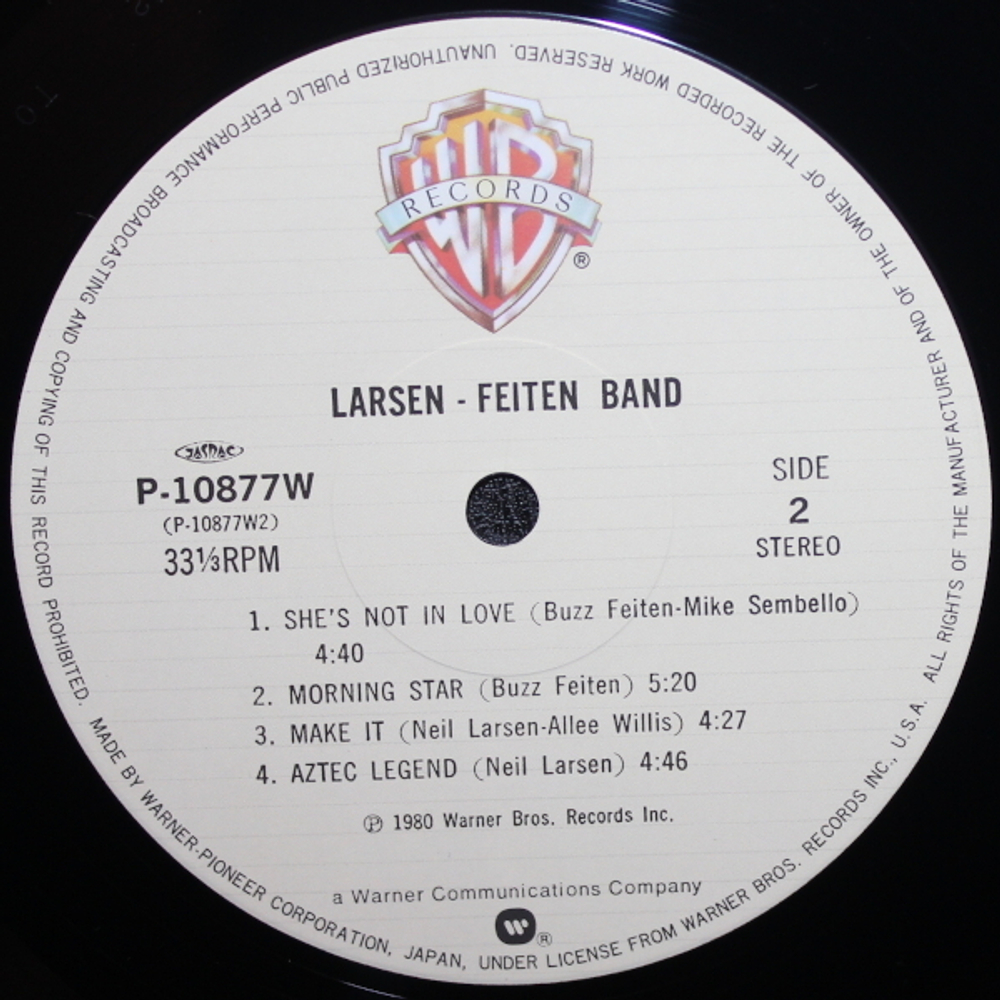 WB
RECORDS
®
LARSEN - FEITEN BAND
JASRAC
P-10877W
(P-10877W2)
33⅓RPM
SIDE
2
STEREO
1. SHE'S NOT IN LOVE (Buzz Feiten-Mike Sembello)
4:40
2. MORNING STAR (Buzz Feiten) 5:20
3. MAKE IT (Neil Larsen-Allee Willis) 4:27
4. AZTEC LEGEND (Neil Larsen) 4:46
℗ 1980 Warner Bros. Records Inc.
a Warner Communications Company
W ®
MADE BY WARNER-PIONEER CORPORATION, JAPAN, UNDER LICENSE FROM WARNER BROS. RECORDS INC., U.S.A. ALL RIGHTS OF THE MANUFACTURER AND OF THE OWNER OF THE RECORDED WORK RESERVED. UNAUTHORIZED PUBLIC PERFORMANCE BROADCASTING AND COPYING OF THIS RECORD PROHIBITED.